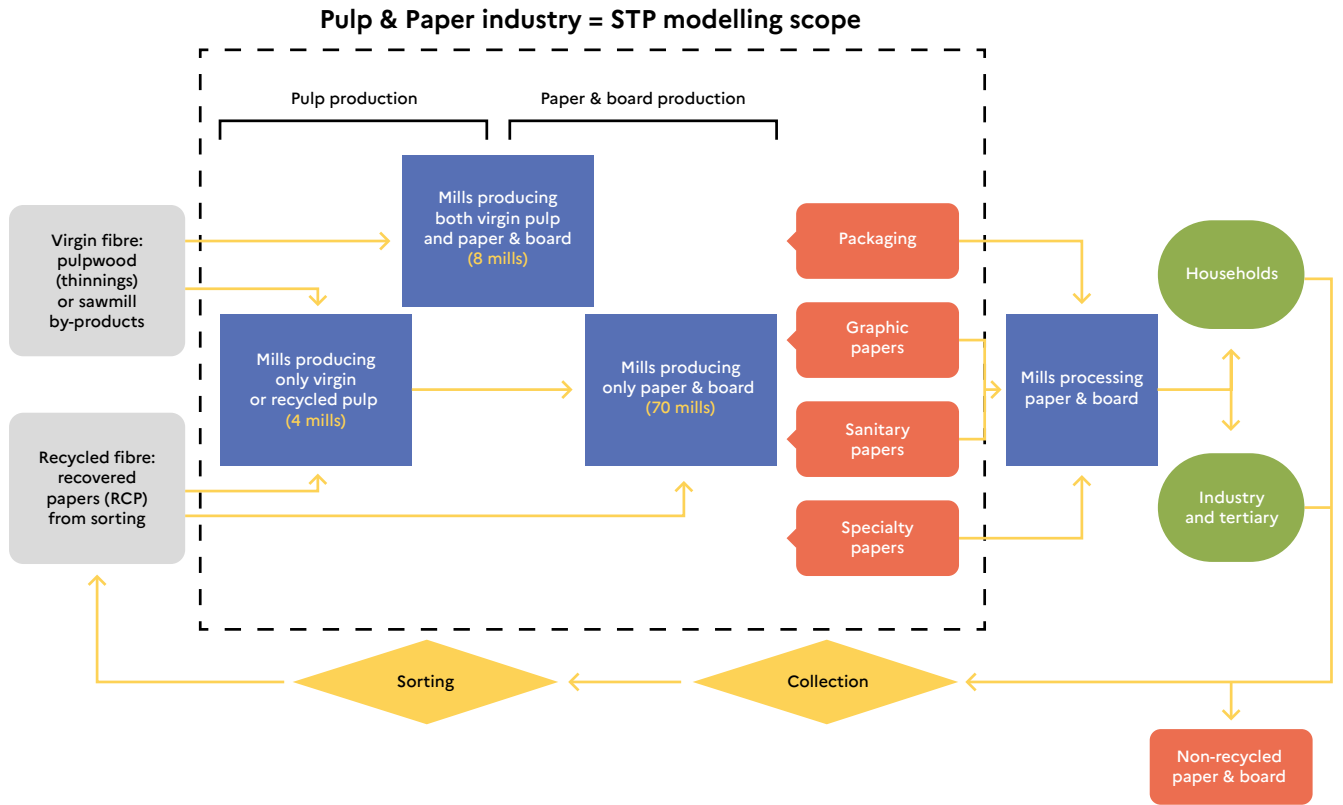 Pulp & Paper industry = STP modelling scope
Pulp production
Paper & board production
Mills producing
both virgin pulp
and paper & board
(8 mills)
Virgin fibre:
pulpwood
(thinnings)
or sawmill
by-products
Mills producing
only virgin
or recycled pulp
(4 mills)
Mills producing
only paper & board
(70 mills)
Recycled fibre:
recovered
papers (RCP)
from sorting
Packaging
Graphic
papers
Sanitary
papers
Specialty
papers
Mills processing
paper & board
Households
Industry
and tertiary
Sorting
Collection
Non-recycled
paper & board